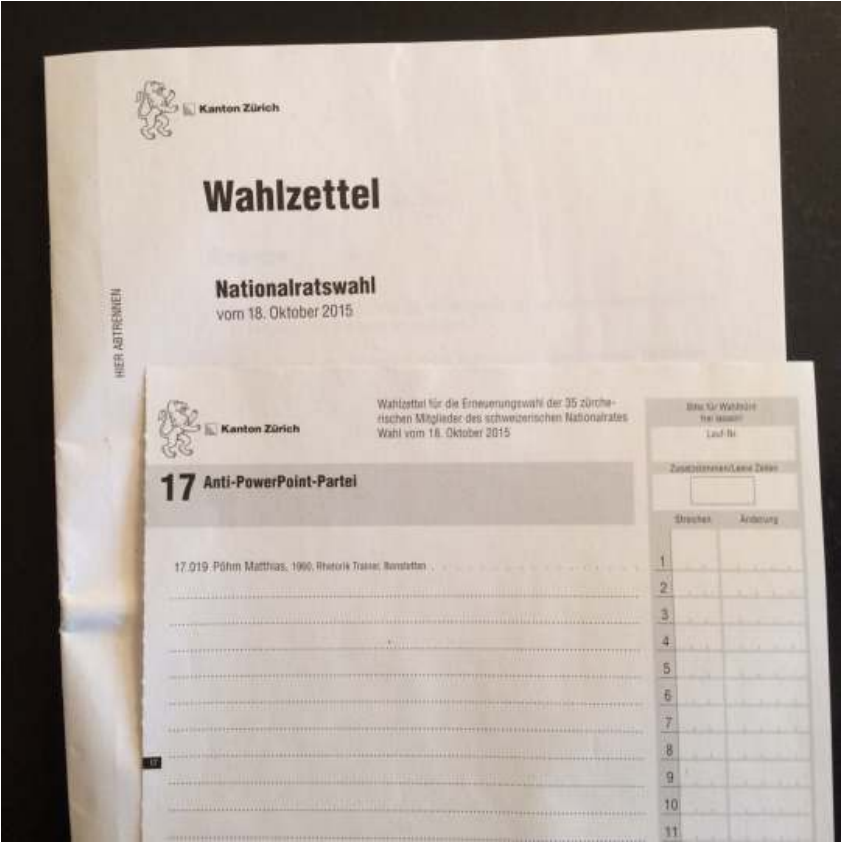 Kanton Zürich
Wahlzettel
Nationalratswahl
vom 18. Oktober 2015
HIER ABTRENNEN
Kanton Zürich
Wahlzettel für die Erneuerungswahl der 35 zürche-
rischen Mitglieder des schweizerischen Nationalrates
Wahl vom 18. Oktober 2015
Bitte für Wahlbüro
frei lassen!
Lauf-Nr.
Zusatzstimmen/Leere Zeilen
17 Anti-PowerPoint-Partei
Streichen Änderung
17.019 Pöhm Matthias, 1960, Rhetorik Trainer, Bonstetten
1
2
3
4
5
6
7
8
17
9
10
11